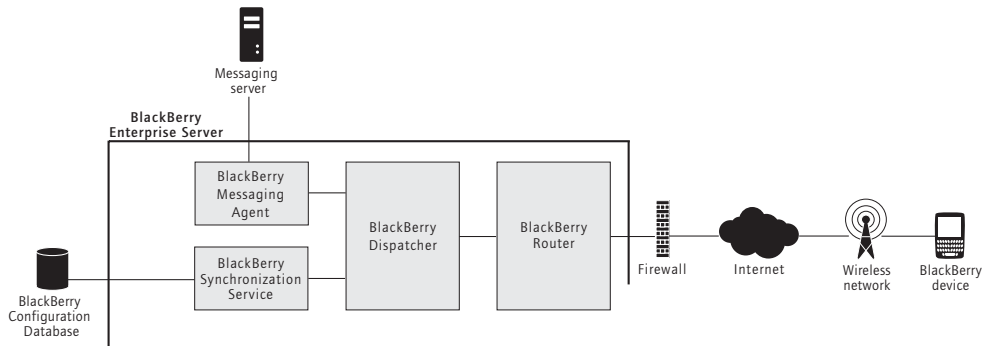 Messaging
server
BlackBerry
Enterprise Server
BlackBerry
Messaging
Agent
BlackBerry
Dispatcher
BlackBerry
Router
BlackBerry
Synchronization
Service
BlackBerry
Configuration
Database
Firewall
Internet
Wireless
network
BlackBerry
device